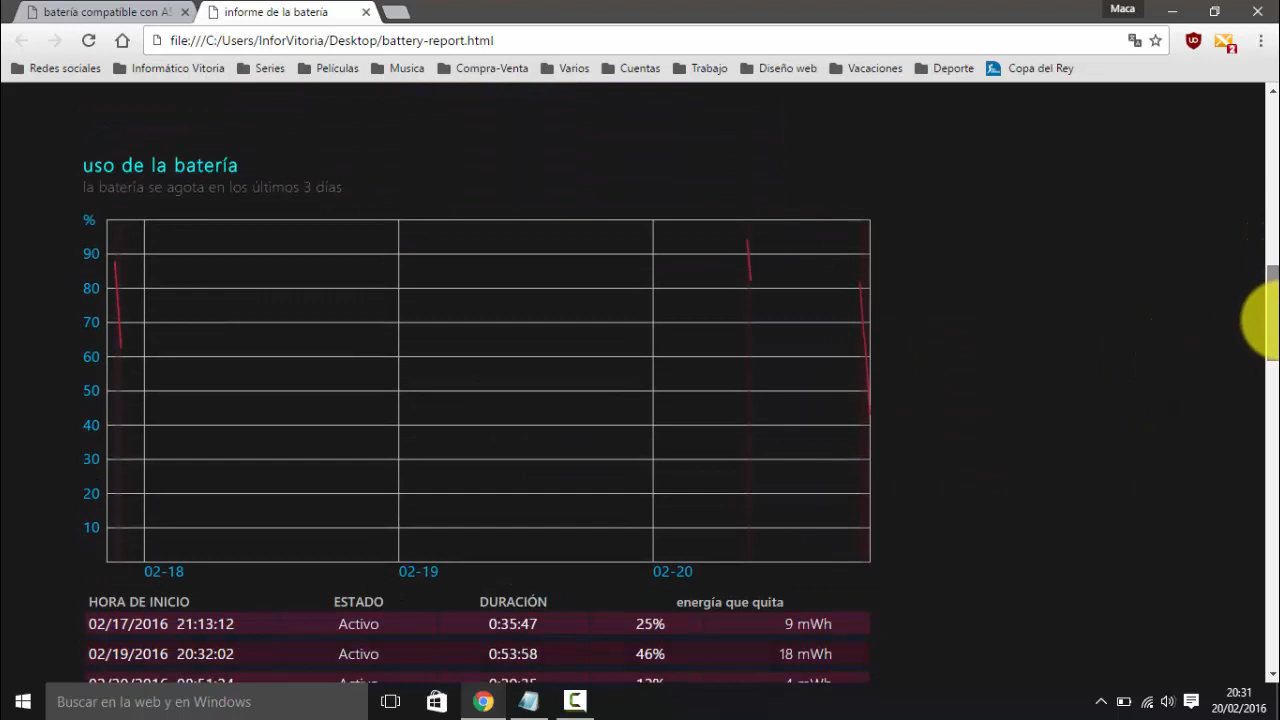 batería compatible con AS
informe de la batería
Maca
file:///C:/Users/InforVitoria/Desktop/battery-report.html
2
Redes sociales
Informático Vitoria
Series
Películas
Musica
Compra-Venta
Varios
Cuentas
Trabajo
Diseño web
Vacaciones
Deporte
Copa del Rey
uso de la batería
la batería se agota en los últimos 3 días
%
90
80
70
60
50
40
30
20
10
02-18 02-19 02-20
HORA DE INICIO ESTADO DURACIÓN energía que quita
02/17/2016 21:13:12 Activo 0:35:47 25% 9 mWh
02/19/2016 20:32:02 Activo 0:53:58 46% 18 mWh
Buscar en la web y en Windows
20:31
20/02/2016